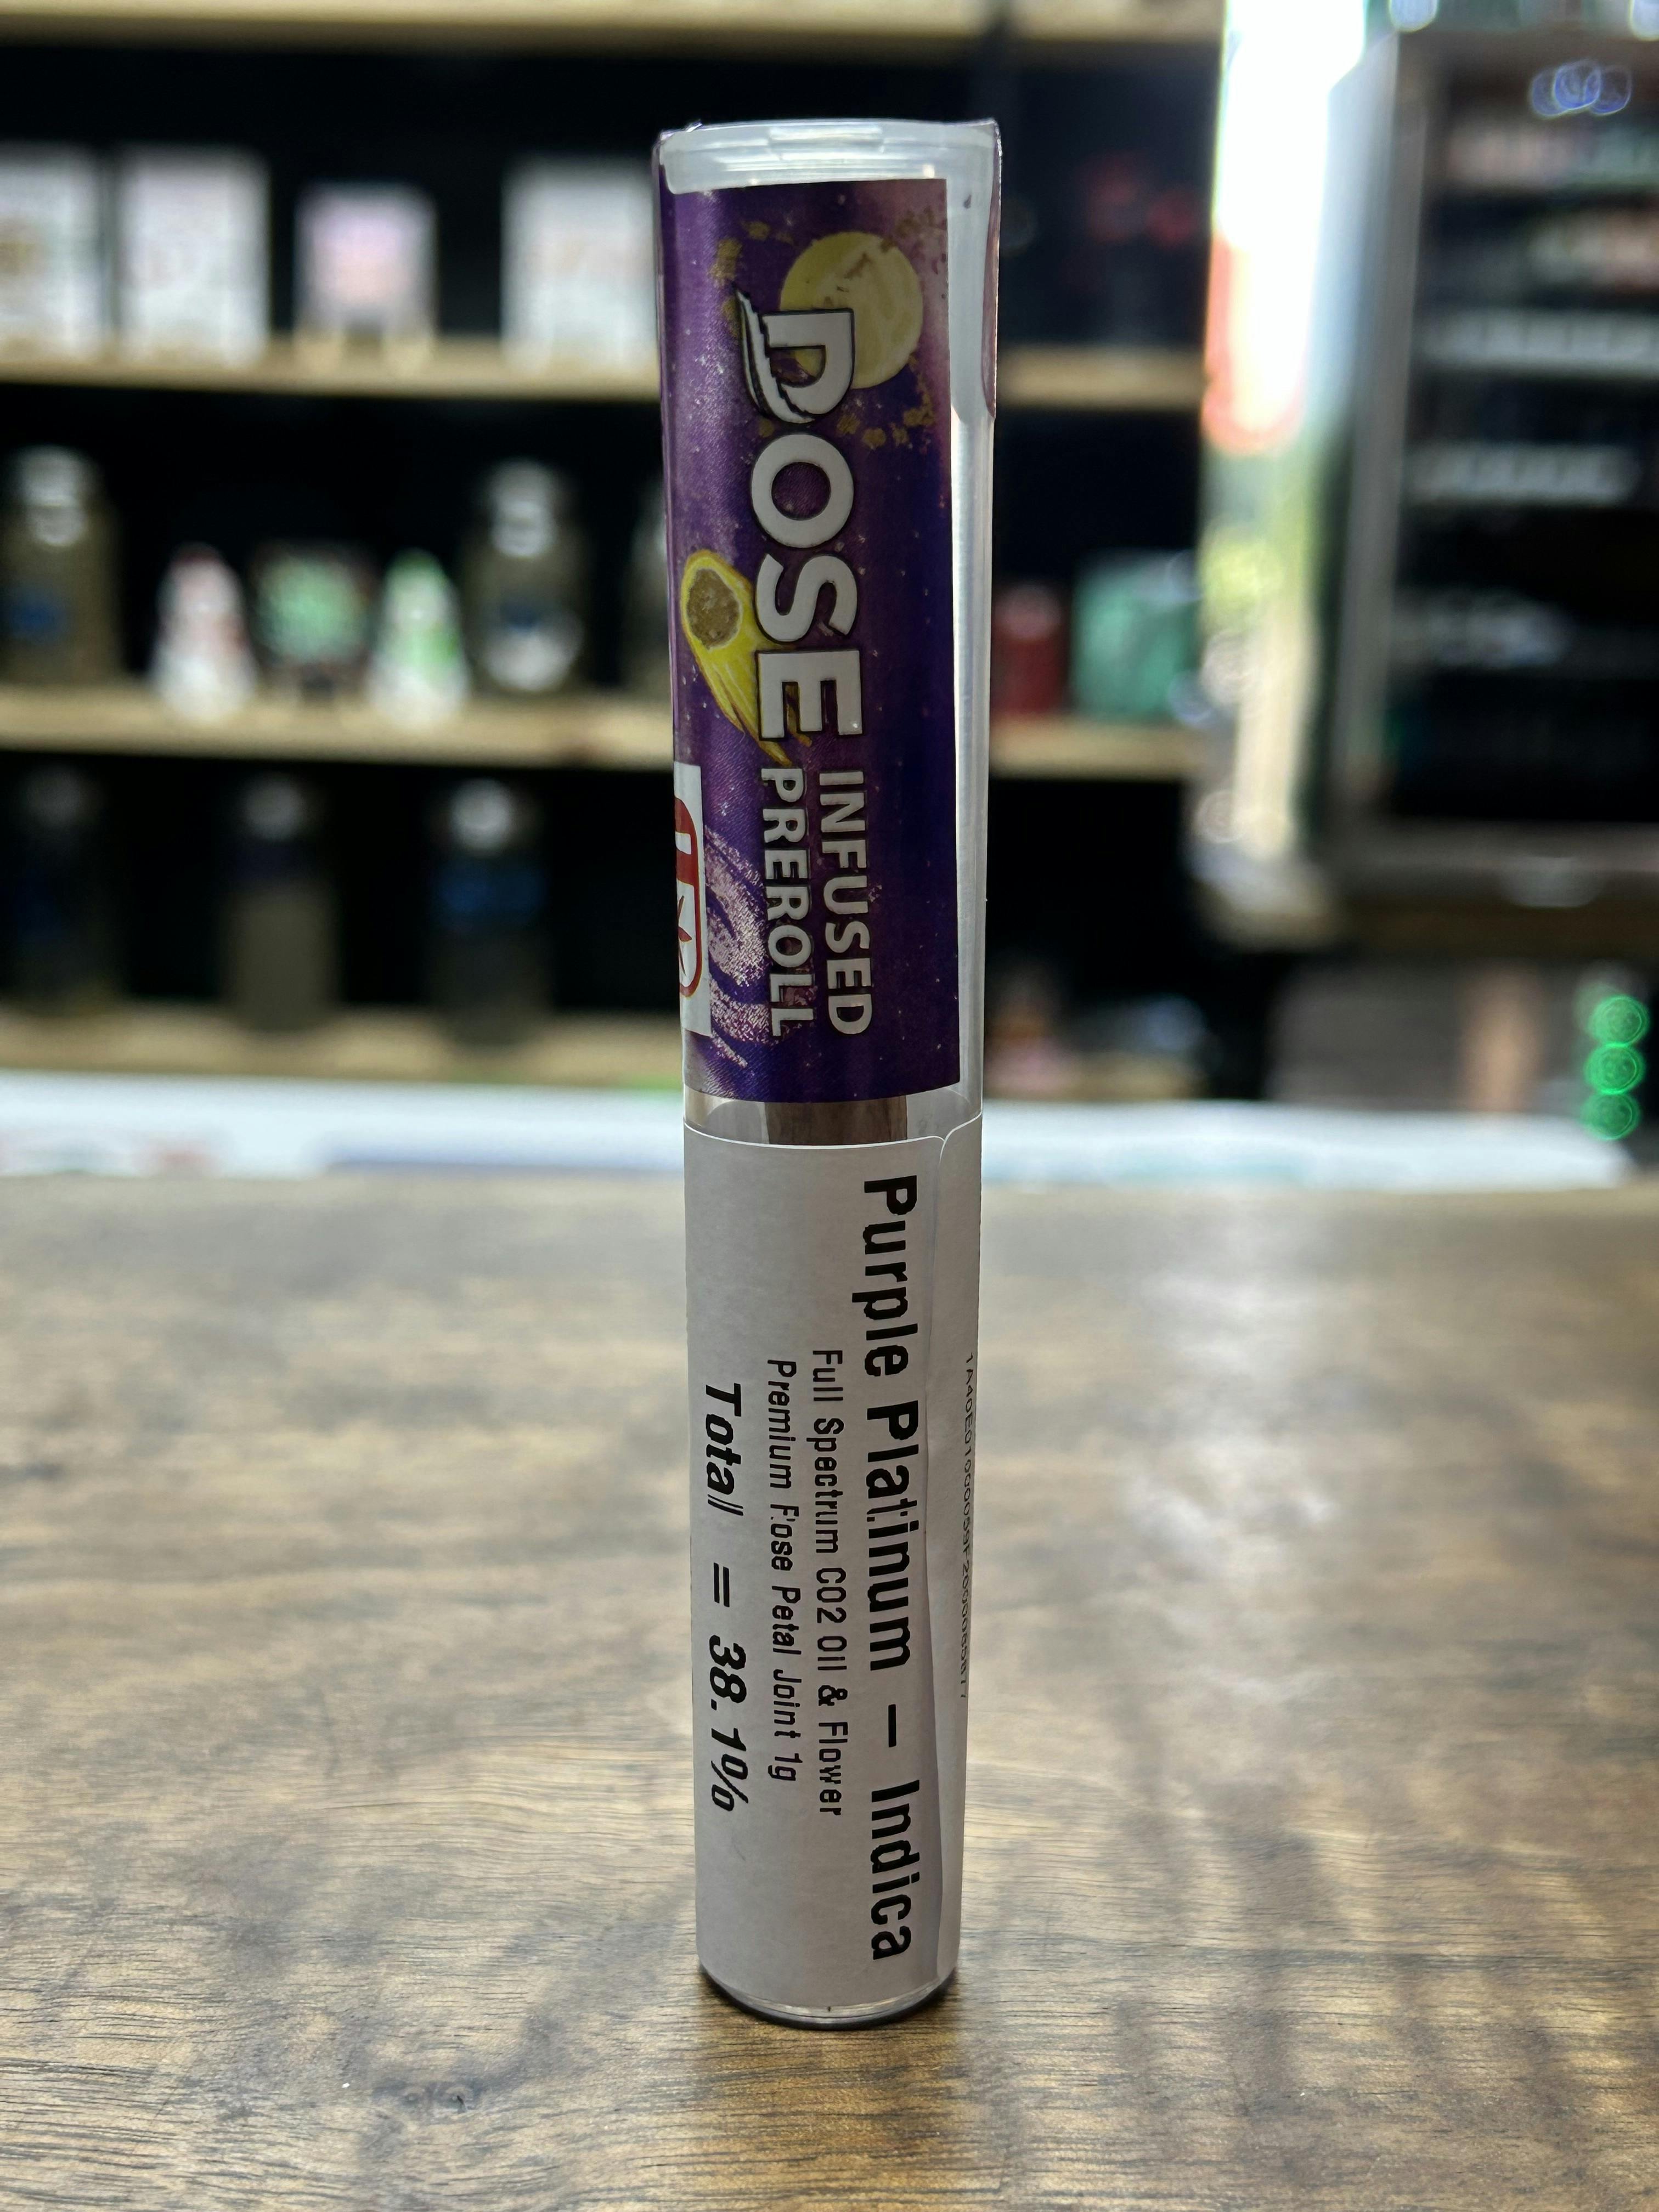 DOSE
INFUSED
PREROLL
Purple Platinum – Indica
Full Spectrum CO2 Oil & Flower
Premium Rose Petal Joint 1g
Total = 38.1%